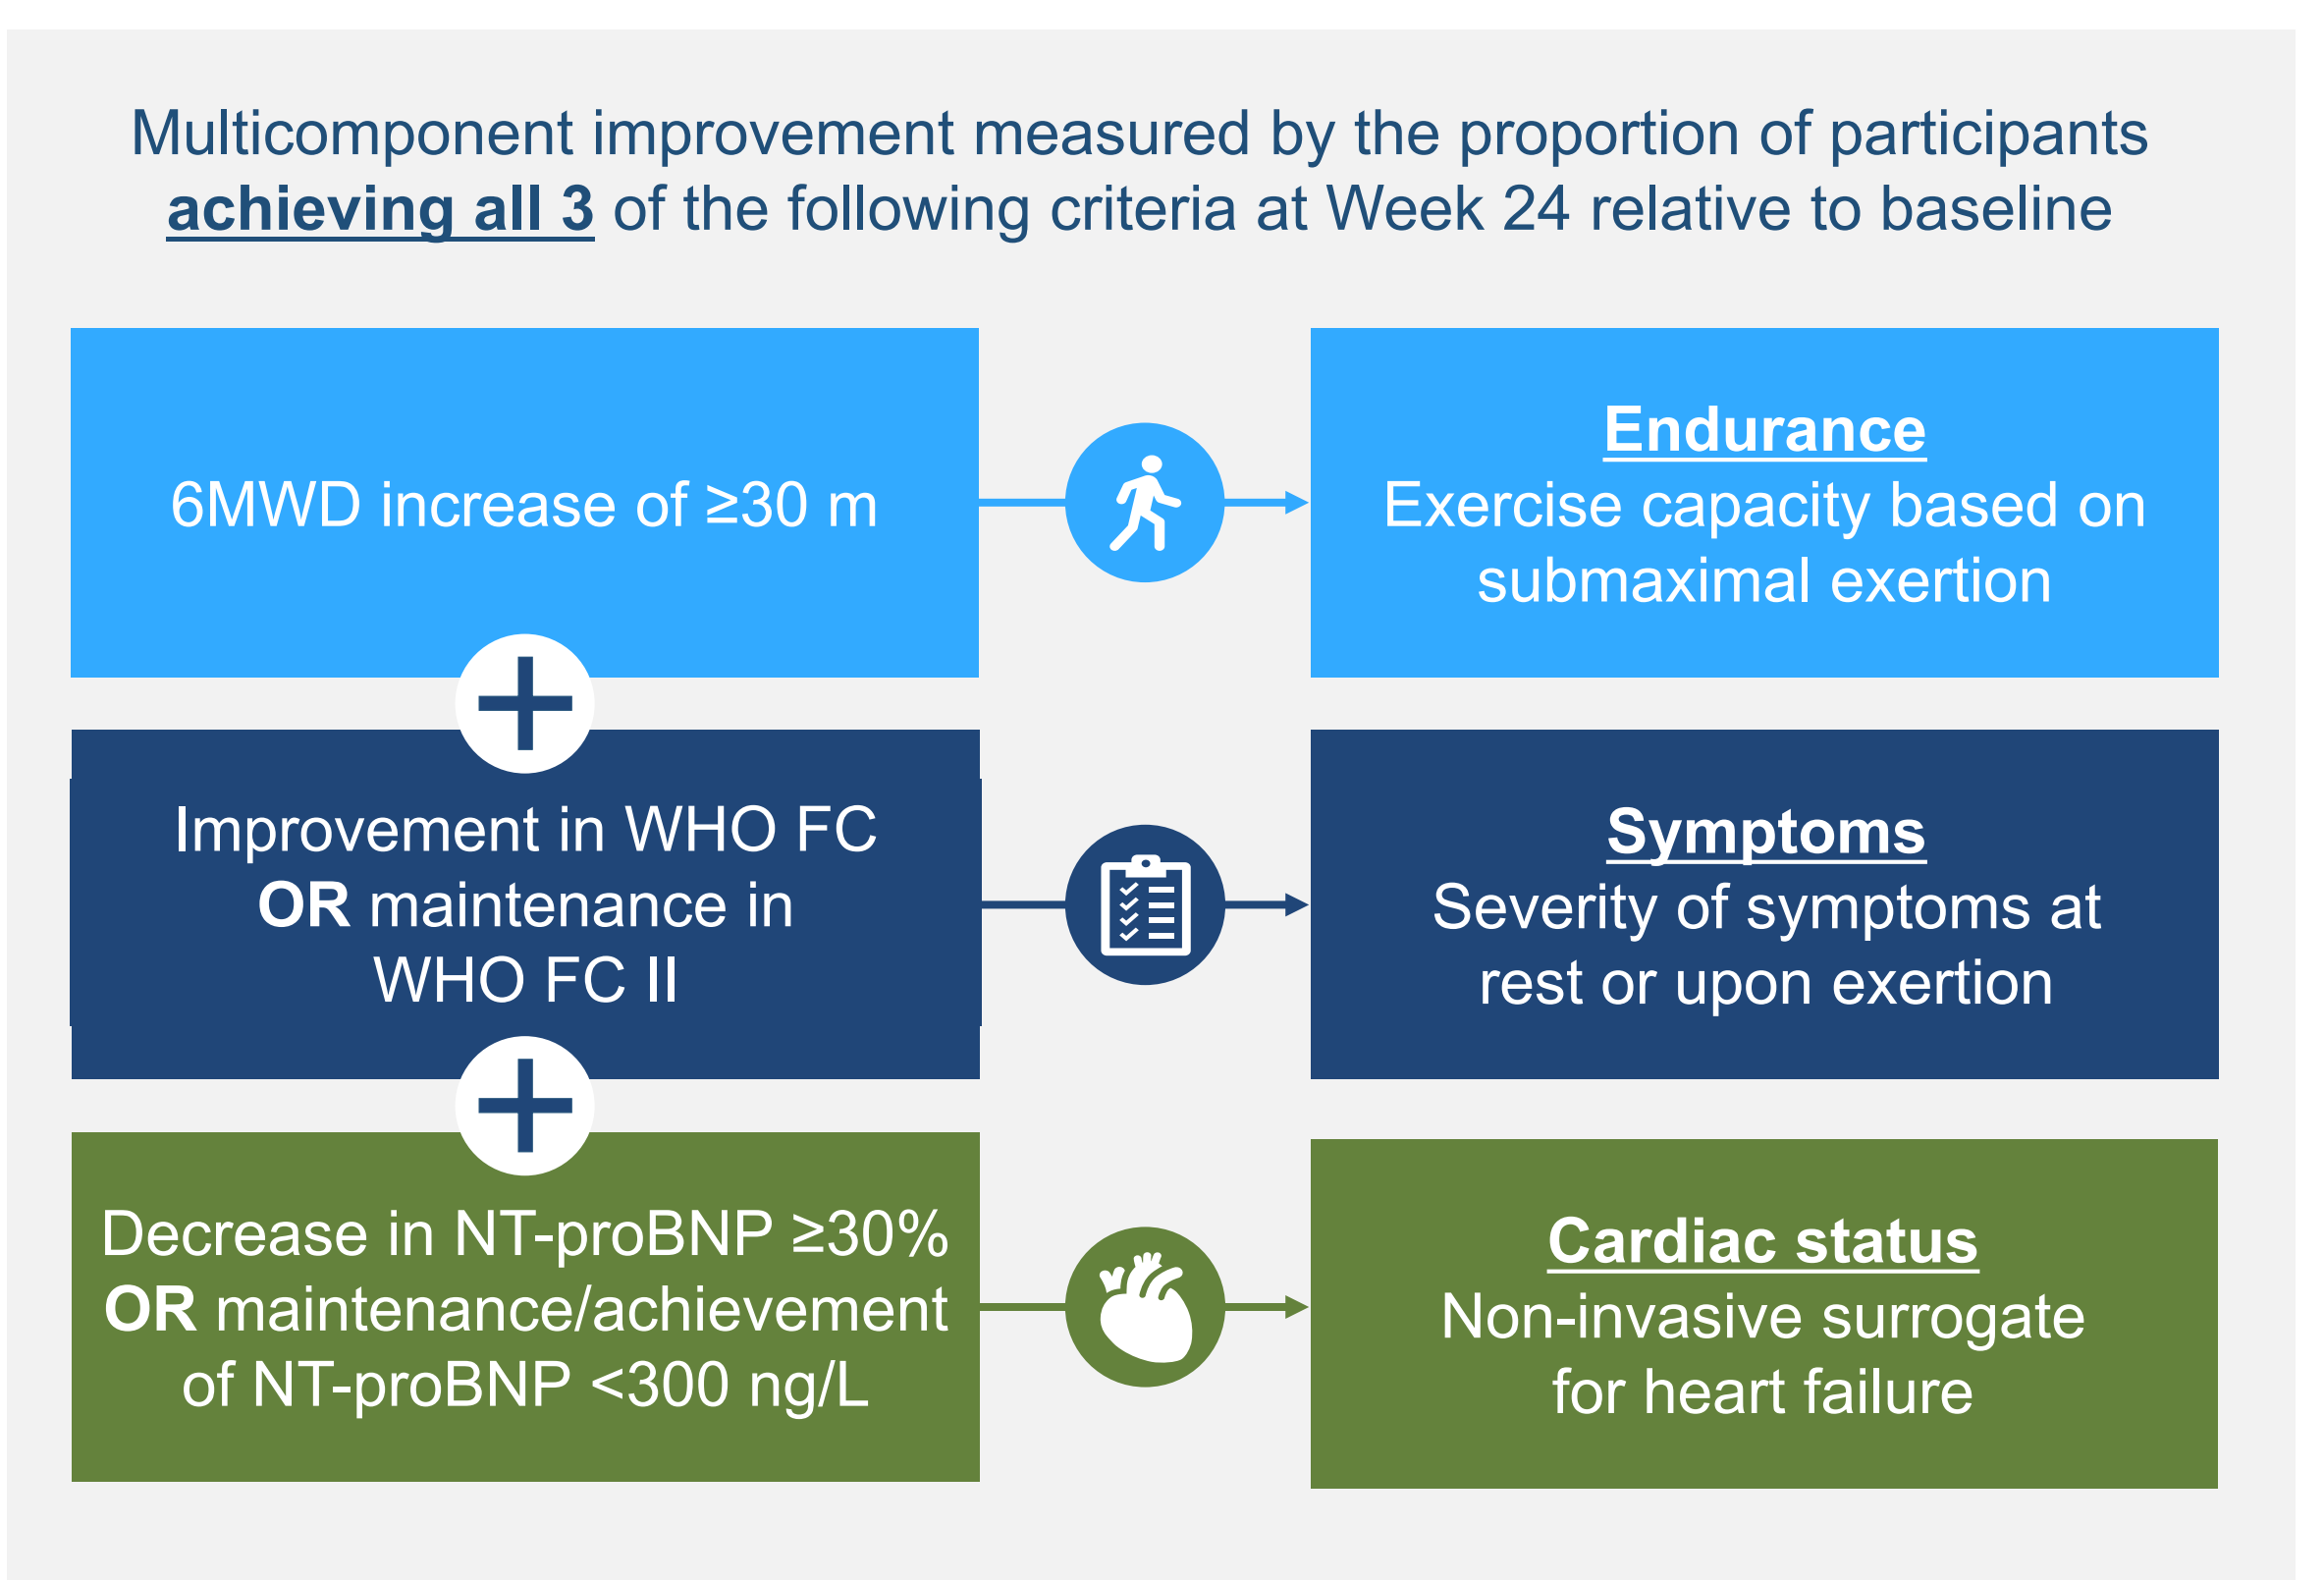 Multicomponent improvement measured by the proportion of participants
achieving all 3 of the following criteria at Week 24 relative to baseline
6MWD increase of ≥30 m
Endurance
Exercise capacity based on
submaximal exertion
Improvement in WHO FC
OR maintenance in
WHO FC II
Symptoms
Severity of symptoms at
rest or upon exertion
Decrease in NT-proBNP ≥30%
OR maintenance/achievement
of NT-proBNP <300 ng/L
Cardiac status
Non-invasive surrogate
for heart failure